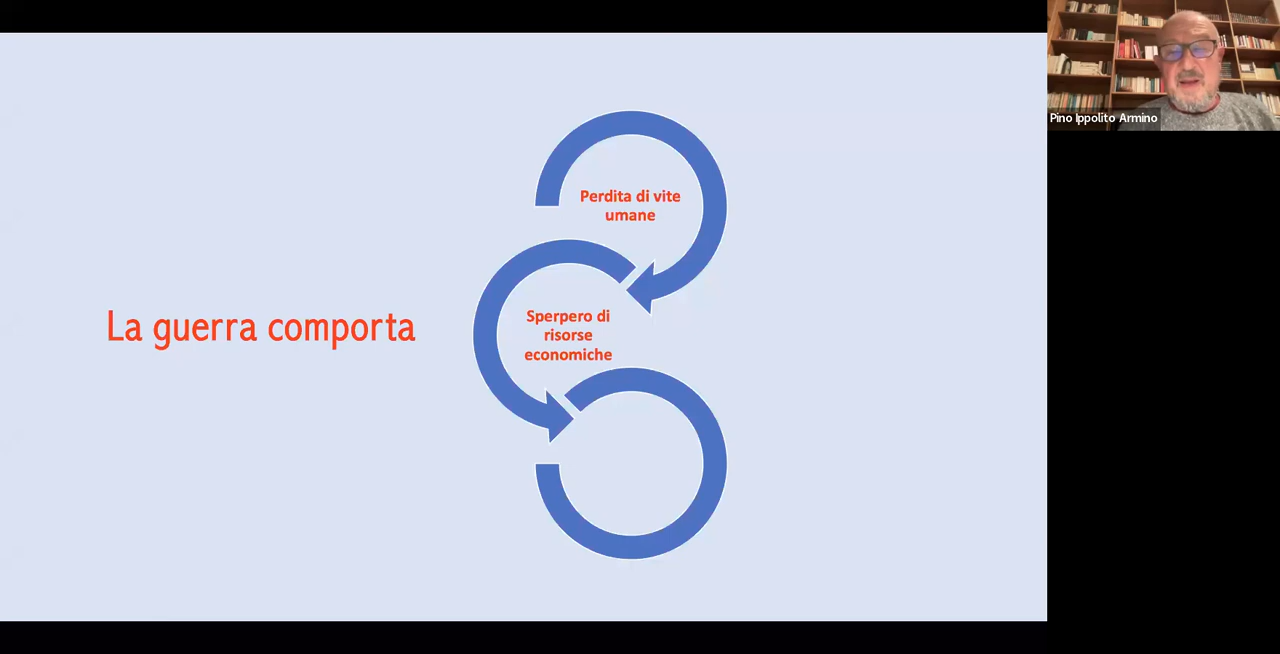 La guerra comporta
Perdita di vite
umane
Sperpero di
risorse
economiche
Pino Ippolito Armino